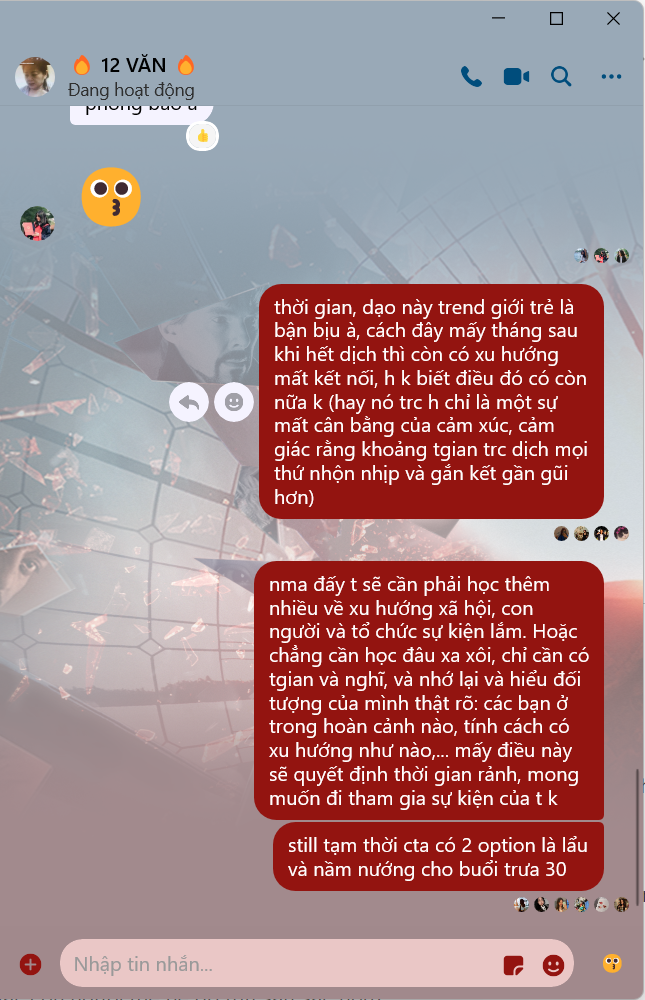 12 VĂN
Đang hoạt động
phong bao à
thời gian, dạo này trend giới trẻ là
bận bịu à, cách đây mấy tháng sau
khi hết dịch thì còn có xu hướng
mất kết nối, h k biết điều đó có còn
nữa k (hay nó trc h chỉ là một sự
mất cân bằng của cảm xúc, cảm
giác rằng khoảng tgian trc dịch mọi
thứ nhộn nhịp và gắn kết gần gũi
hơn)
nma đấy t sẽ cần phải học thêm
nhiều về xu hướng xã hội, con
người và tổ chức sự kiện lắm. Hoặc
chẳng cần học đâu xa xôi, chỉ cần có
tgian và nghĩ, và nhớ lại và hiểu đối
tượng của mình thật rõ: các bạn ở
trong hoàn cảnh nào, tính cách có
xu hướng như nào,... mấy điều này
sẽ quyết định thời gian rảnh, mong
muốn đi tham gia sự kiện của t k
still tạm thời cta có 2 option là lẩu
và nầm nướng cho buổi trưa 30
Nhập tin nhắn...